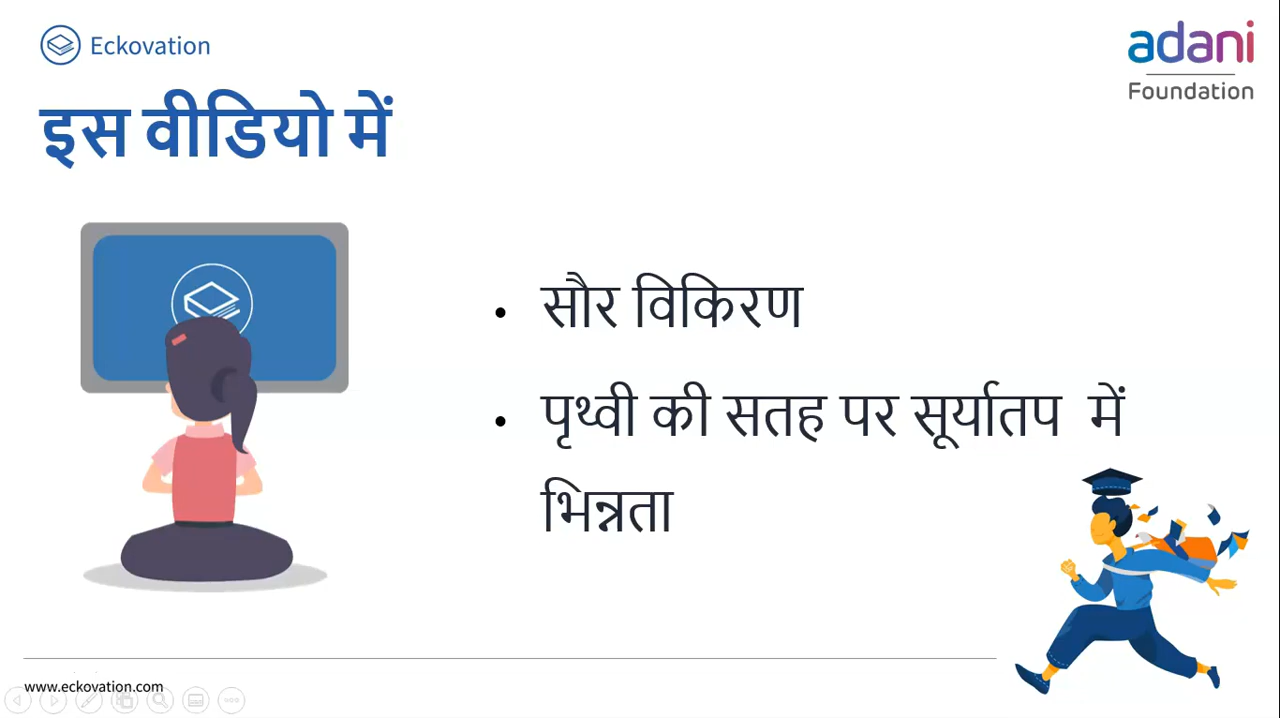 Eckovation
adani
Foundation
इस वीडियो में
• सौर विकिरण
• पृथ्वी की सतह पर सूर्यातप में
भिन्नता
www.eckovation.com